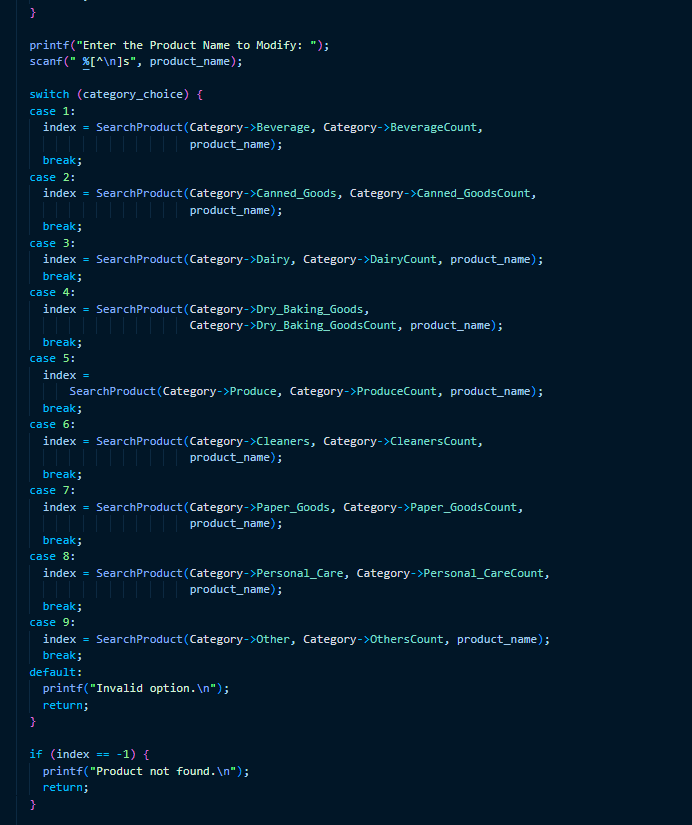 }
printf("Enter the Product Name to Modify: ");
scanf(" %[^\n]s", product_name);
switch (category_choice) {
case 1:
index = SearchProduct(Category->Beverage, Category->BeverageCount,
product_name);
break;
case 2:
index = SearchProduct(Category->Canned_Goods, Category->Canned_GoodsCount,
product_name);
break;
case 3:
index = SearchProduct(Category->Dairy, Category->DairyCount, product_name);
break;
case 4:
index = SearchProduct(Category->Dry_Baking_Goods,
Category->Dry_Baking_GoodsCount, product_name);
break;
case 5:
index =
SearchProduct(Category->Produce, Category->ProduceCount, product_name);
break;
case 6:
index = SearchProduct(Category->Cleaners, Category->CleanersCount,
product_name);
break;
case 7:
index = SearchProduct(Category->Paper_Goods, Category->Paper_GoodsCount,
product_name);
break;
case 8:
index = SearchProduct(Category->Personal_Care, Category->Personal_CareCount,
product_name);
break;
case 9:
index = SearchProduct(Category->Other, Category->OthersCount, product_name);
break;
default:
printf("Invalid option.\n");
return;
}
if (index == -1) {
printf("Product not found.\n");
return;
}